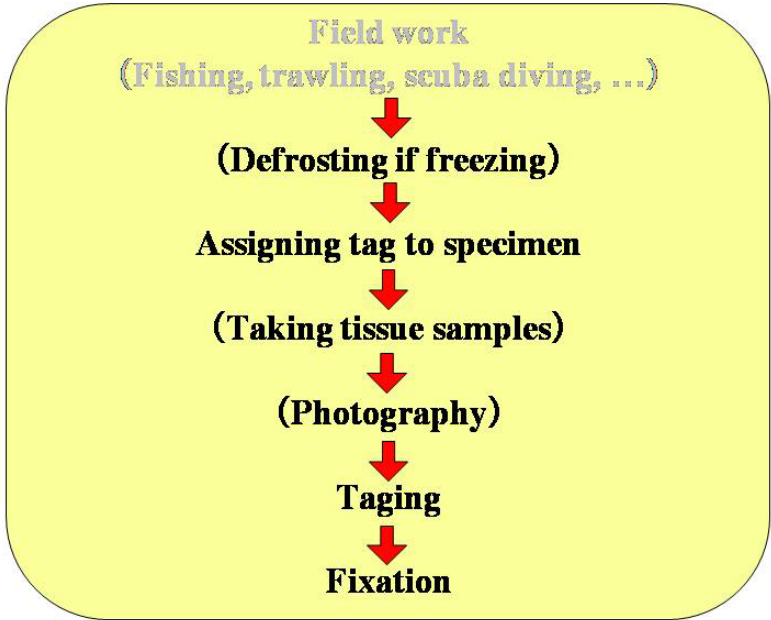 Field work
(Fishing, trawling, scuba diving, …)
(Defrosting if freezing)
Assigning tag to specimen
(Taking tissue samples)
(Photography)
Taging
Fixation